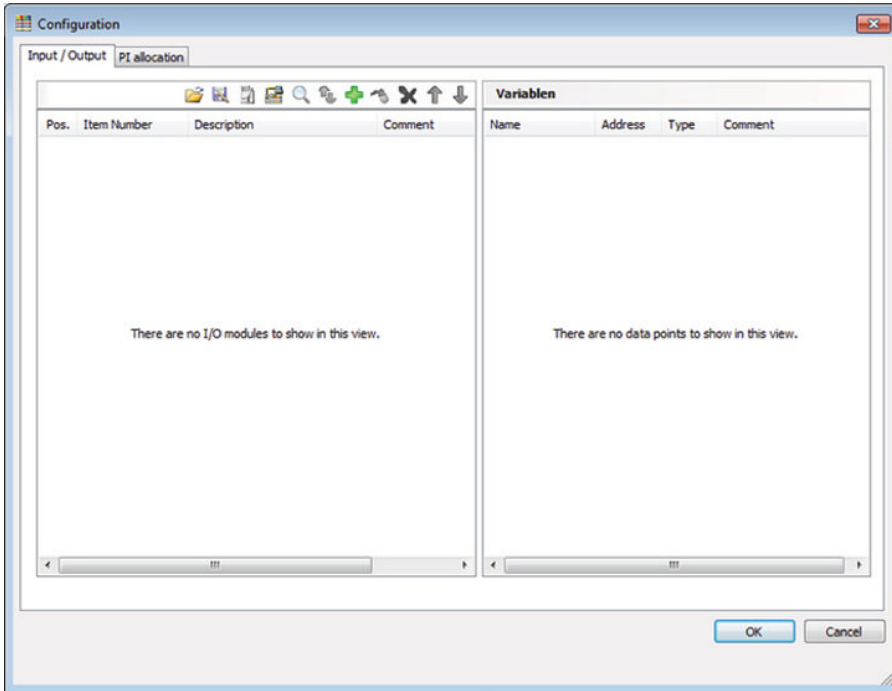 Configuration
Input / Output PI allocation
Variablen
Pos. Item Number Description Comment
Name Address Type Comment
There are no I/O modules to show in this view.
There are no data points to show in this view.
OK Cancel